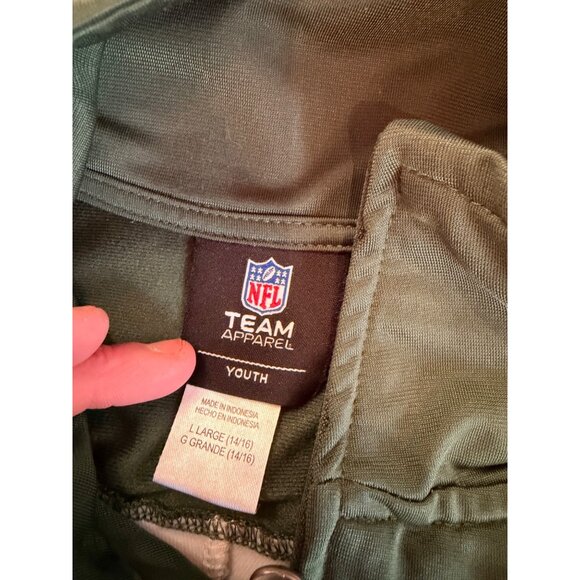 NFL
TEAM
APPAREL
YOUTH
MADE IN INDONESIA
HECHO EN INDONESIA
L LARGE (14/16)
G GRANDE (14/16)